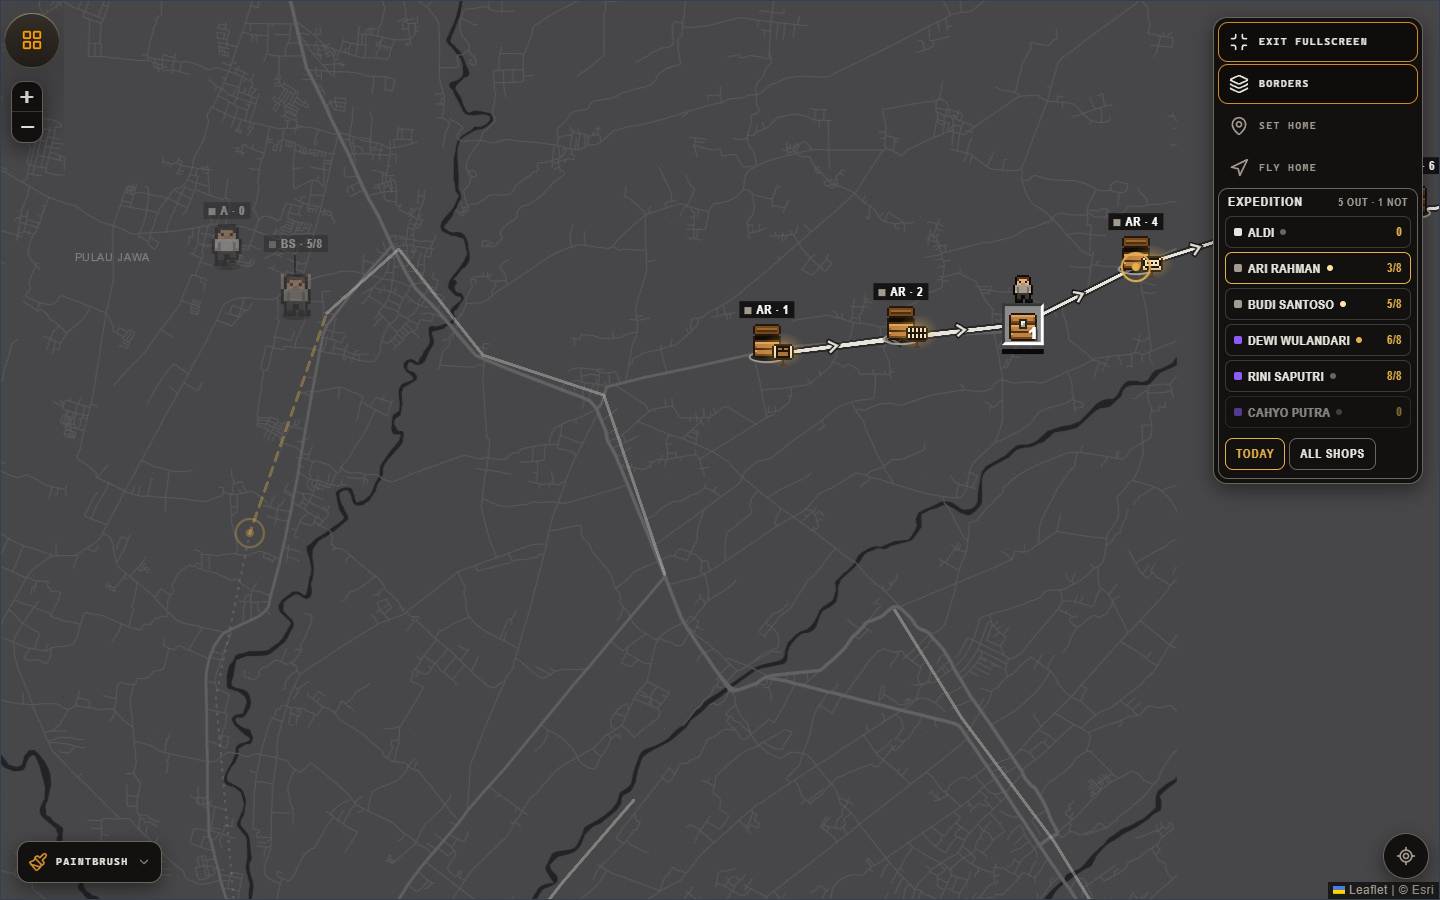 EXIT FULLSCREEN
BORDERS
SET HOME
FLY HOME
EXPEDITION 5 OUT · 1 NOT
ALDI 0
ARI RAHMAN 3/8
BUDI SANTOSO 5/8
DEWI WULANDARI 6/8
RINI SAPUTRI 8/8
CAHYO PUTRA 0
TODAY ALL SHOPS
A · 0
BS · 5/8
PULAU JAWA
AR · 1
AR · 2
1
AR · 4
6
+
−
PAINTBRUSH
Leaflet | © Esri